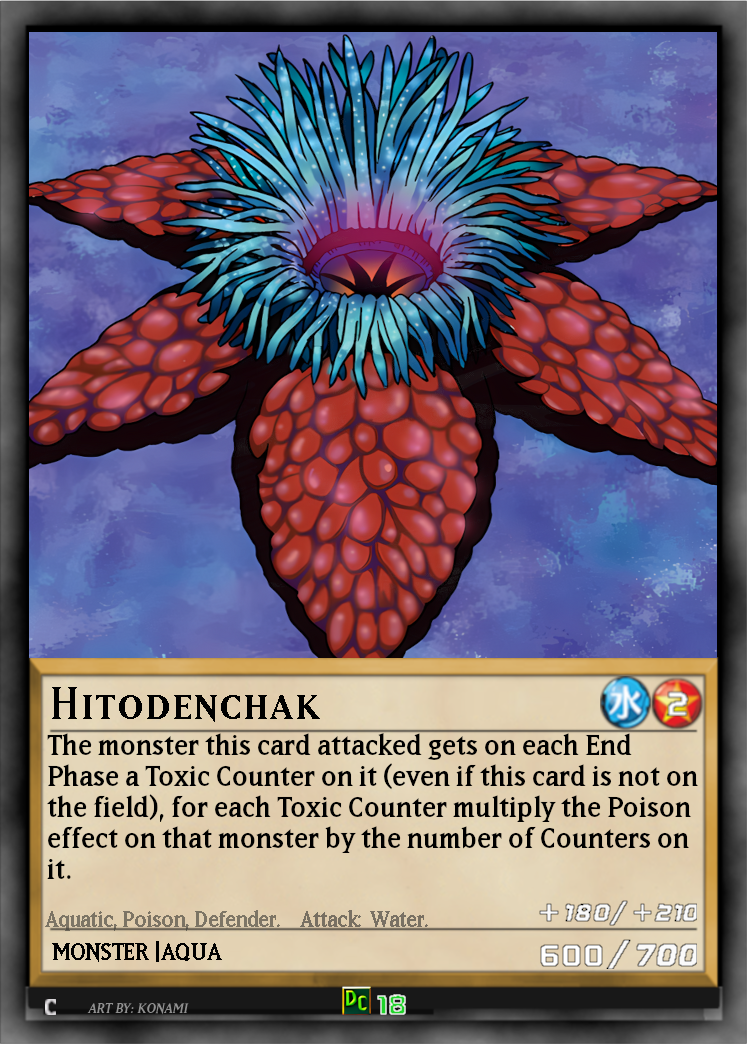 HITODENCHAK
水 2
The monster this card attacked gets on each End
Phase a Toxic Counter on it (even if this card is not on
the field), for each Toxic Counter multiply the Poison
effect on that monster by the number of Counters on
it.
Aquatic, Poison, Defender. Attack: Water.
+180/ +210
MONSTER |AQUA
600/700
C
ART BY: KONAMI
DC 18